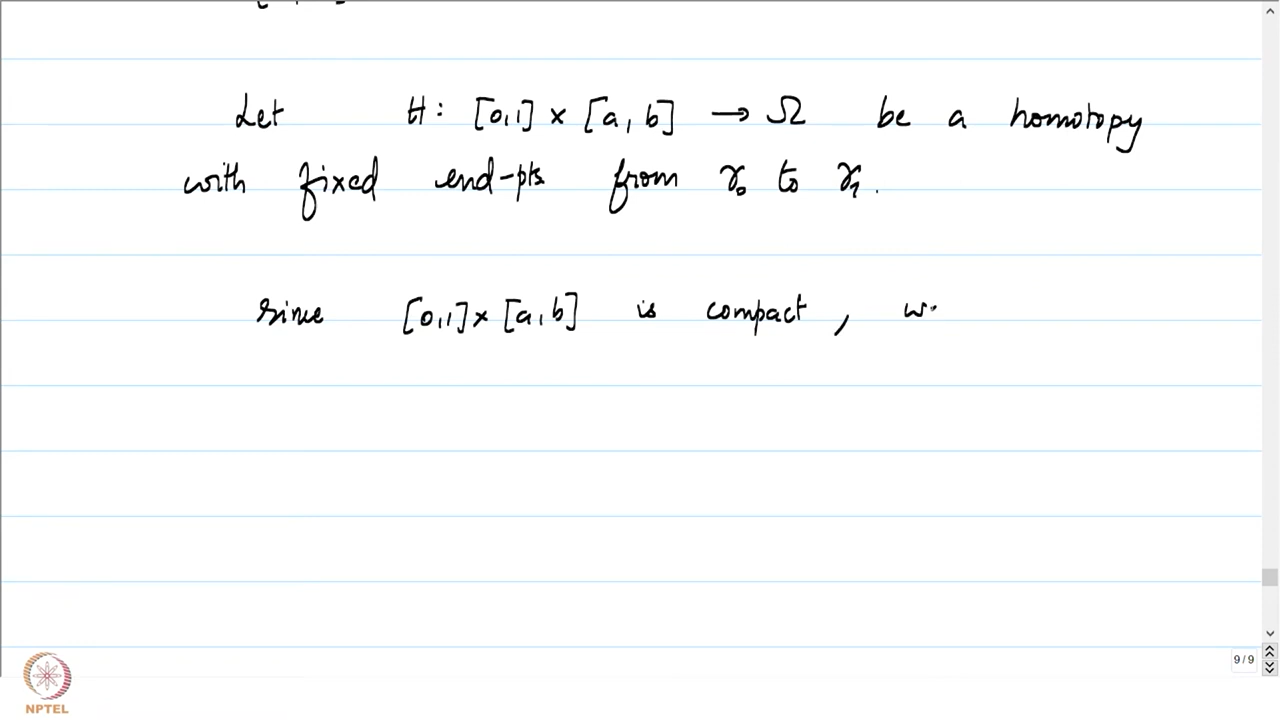 Let H: [0,1] × [a, b] → Ω be a homotopy
with fixed end-pts from γ₀ to γ₁.
Since [0,1] × [a, b] is compact, w
9 / 9
NPTEL